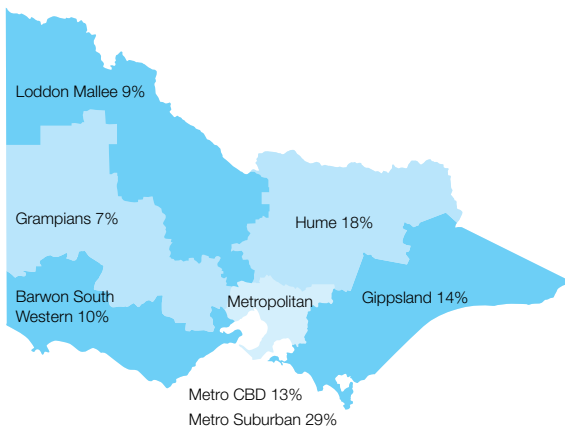 Loddon Mallee 9%
Grampians 7%
Hume 18%
Barwon South
Western 10%
Metropolitan
Gippsland 14%
Metro CBD 13%
Metro Suburban 29%